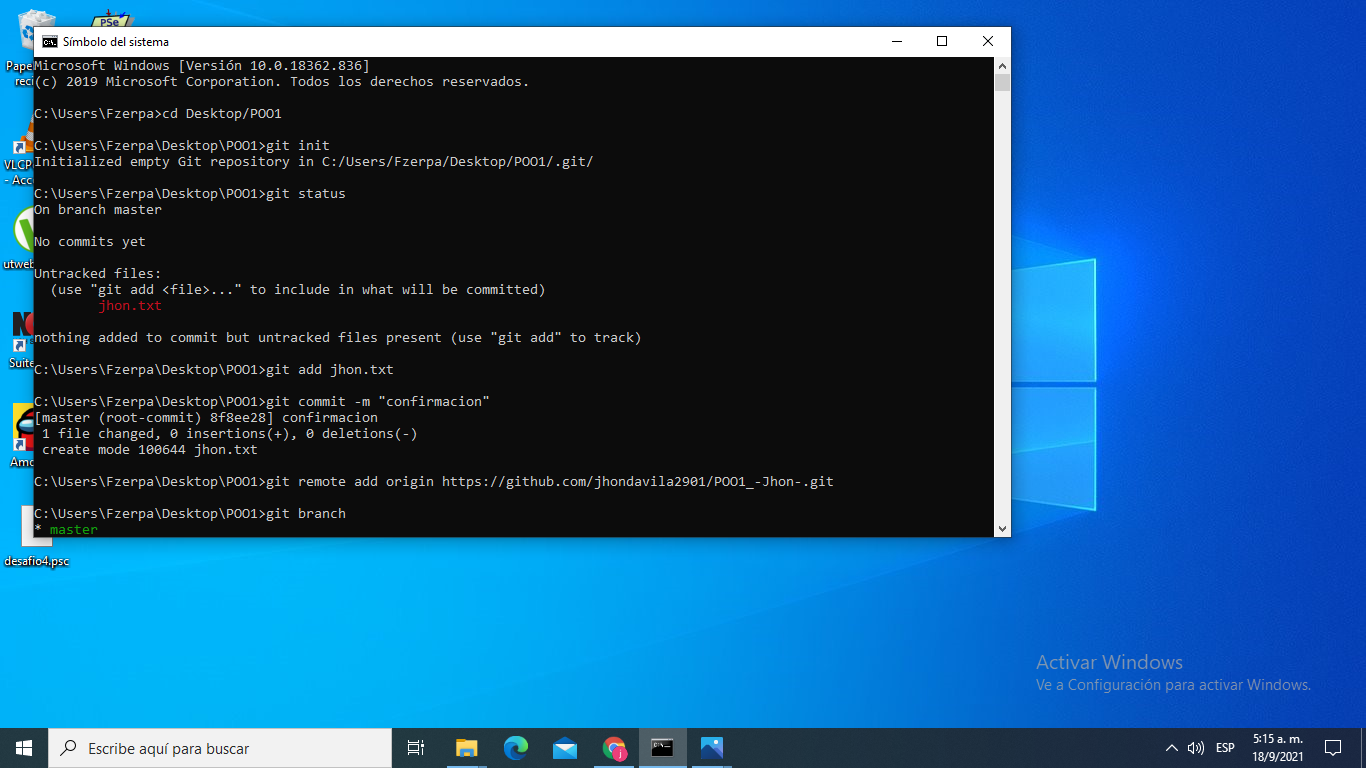 PSe
Símbolo del sistema
Microsoft Windows [Versión 10.0.18362.836]
(c) 2019 Microsoft Corporation. Todos los derechos reservados.
C:\Users\Fzerpa>cd Desktop/POO1
C:\Users\Fzerpa\Desktop\POO1>git init
Initialized empty Git repository in C:/Users/Fzerpa/Desktop/POO1/.git/
C:\Users\Fzerpa\Desktop\POO1>git status
On branch master
No commits yet
Untracked files:
(use "git add <file>..." to include in what will be committed)
jhon.txt
nothing added to commit but untracked files present (use "git add" to track)
C:\Users\Fzerpa\Desktop\POO1>git add jhon.txt
C:\Users\Fzerpa\Desktop\POO1>git commit -m "confirmacion"
[master (root-commit) 8f8ee28] confirmacion
1 file changed, 0 insertions(+), 0 deletions(-)
create mode 100644 jhon.txt
C:\Users\Fzerpa\Desktop\POO1>git remote add origin https://github.com/jhondavila2901/POO1_-Jhon-.git
C:\Users\Fzerpa\Desktop\POO1>git branch
* master
Pape
reci
VLC
- Acc
utweb
Suite
Amo
desafio4.psc
Activar Windows
Ve a Configuración para activar Windows.
Escribe aquí para buscar
ESP
5:15 a. m.
18/9/2021